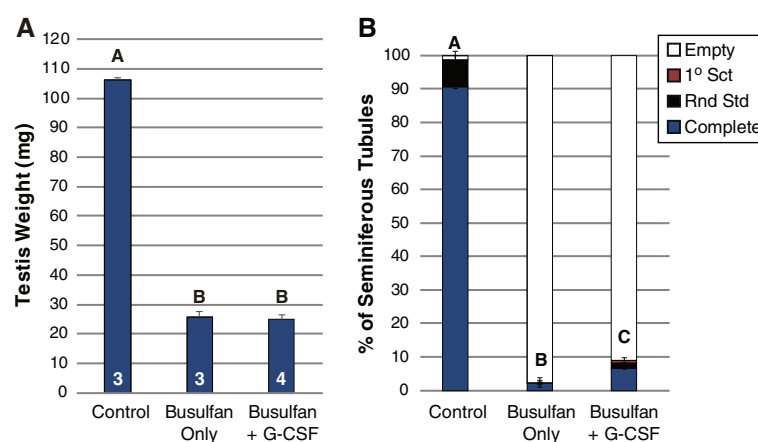 A
Testis Weight (mg)
120
110
100
90
80
70
60
50
40
30
20
10
0
A
B
B
3
3
4
Control
Busulfan
Only
Busulfan
+ G-CSF
B
% of Seminiferous Tubules
100
90
80
70
60
50
40
30
20
10
0
A
B
C
Control
Busulfan
Only
Busulfan
+ G-CSF
Empty
1º Sct
Rnd Std
Complete